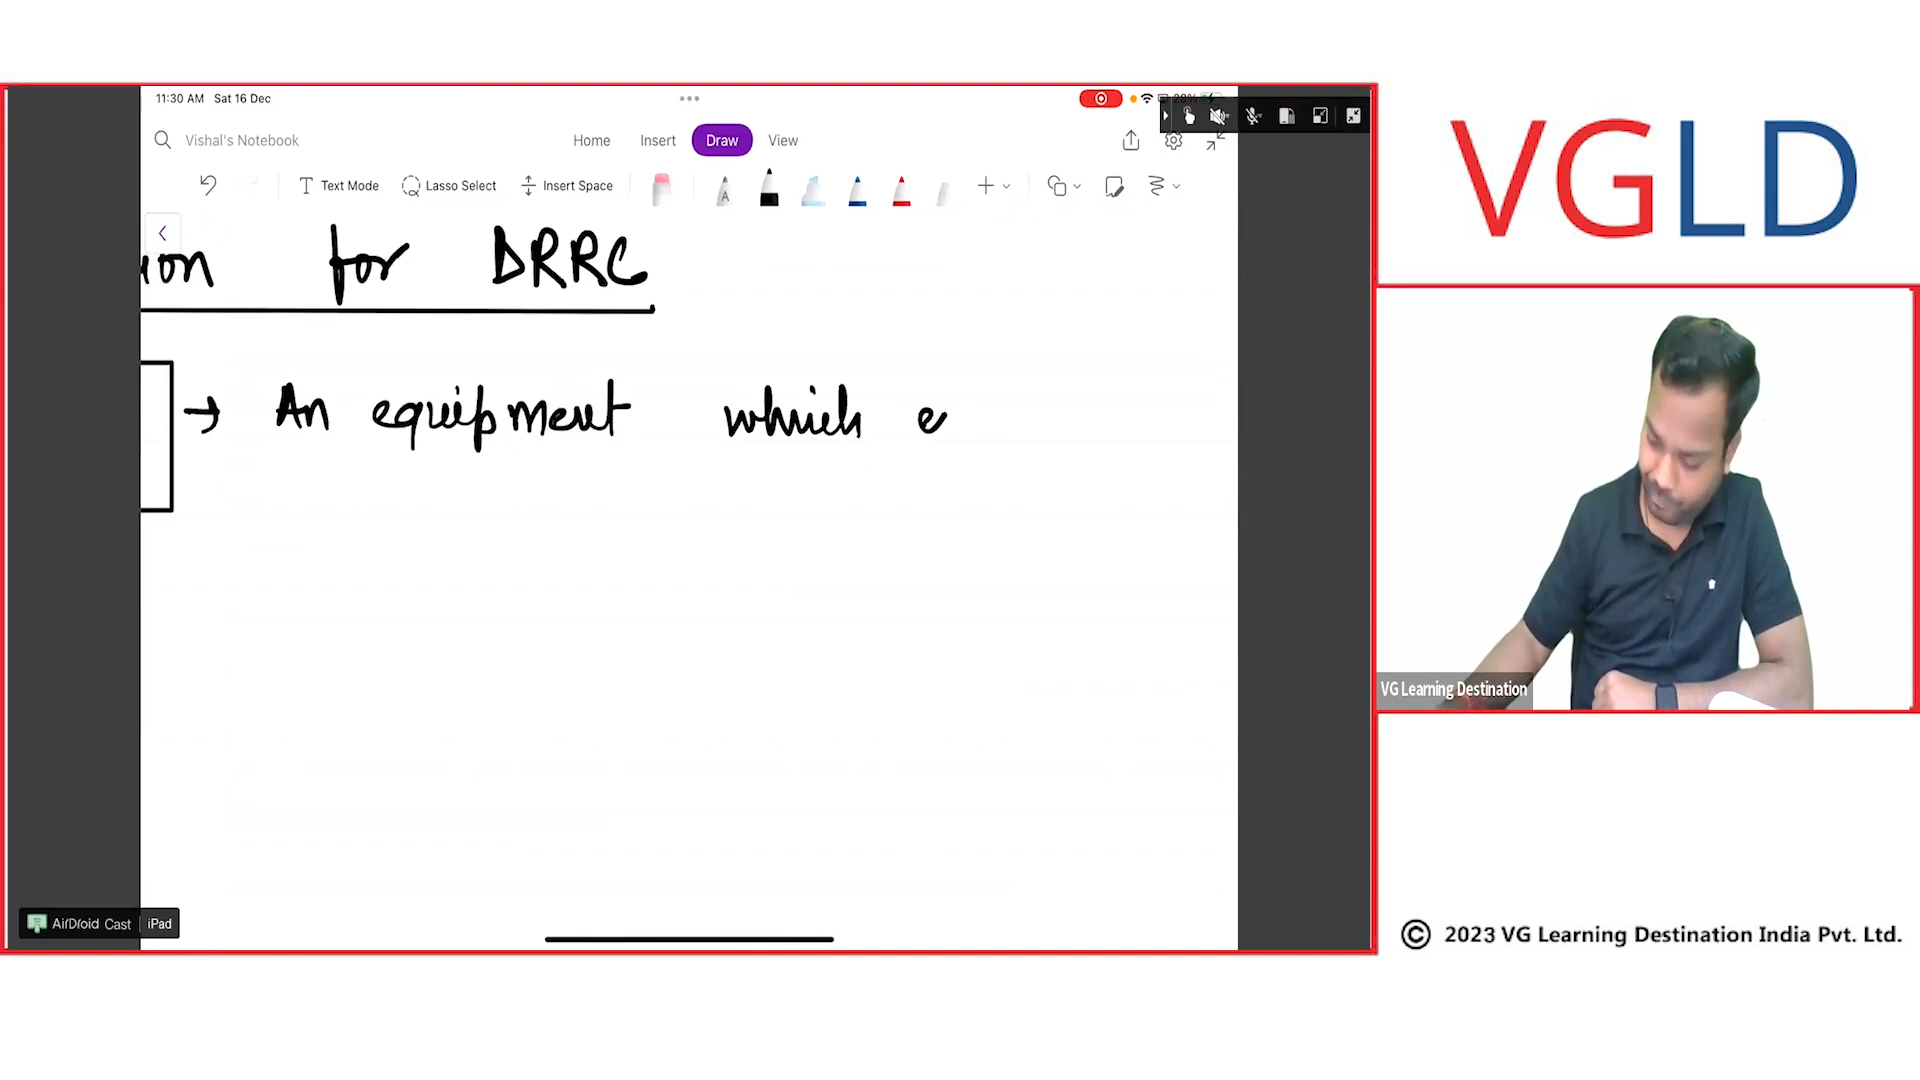 VGLD
11:30 AM Sat 16 Dec
28%
Vishal's Notebook
Home Insert Draw View
Text Mode Lasso Select Insert Space
A
ion for DRRC
→ An equipment which e
VG Learning Destination
AirDroid Cast iPad
© 2023 VG Learning Destination India Pvt. Ltd.